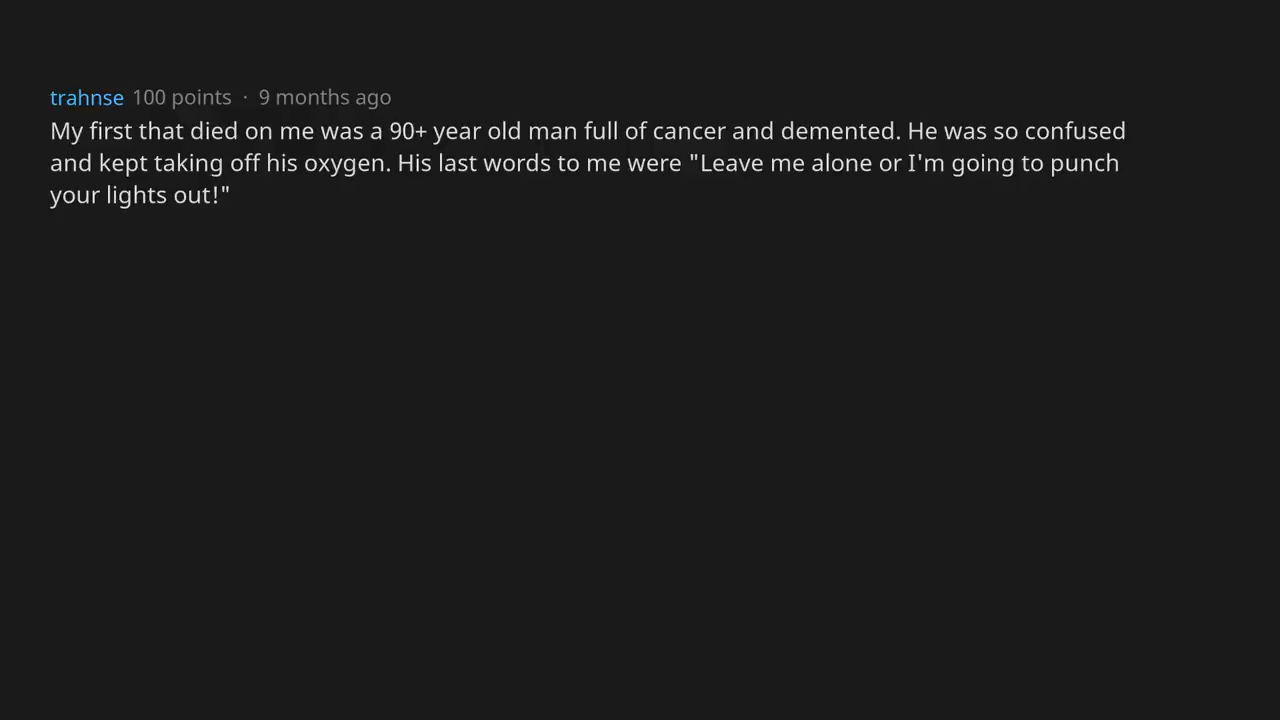 trahnse 100 points · 9 months ago
My first that died on me was a 90+ year old man full of cancer and demented. He was so confused
and kept taking off his oxygen. His last words to me were "Leave me alone or I'm going to punch
your lights out!"